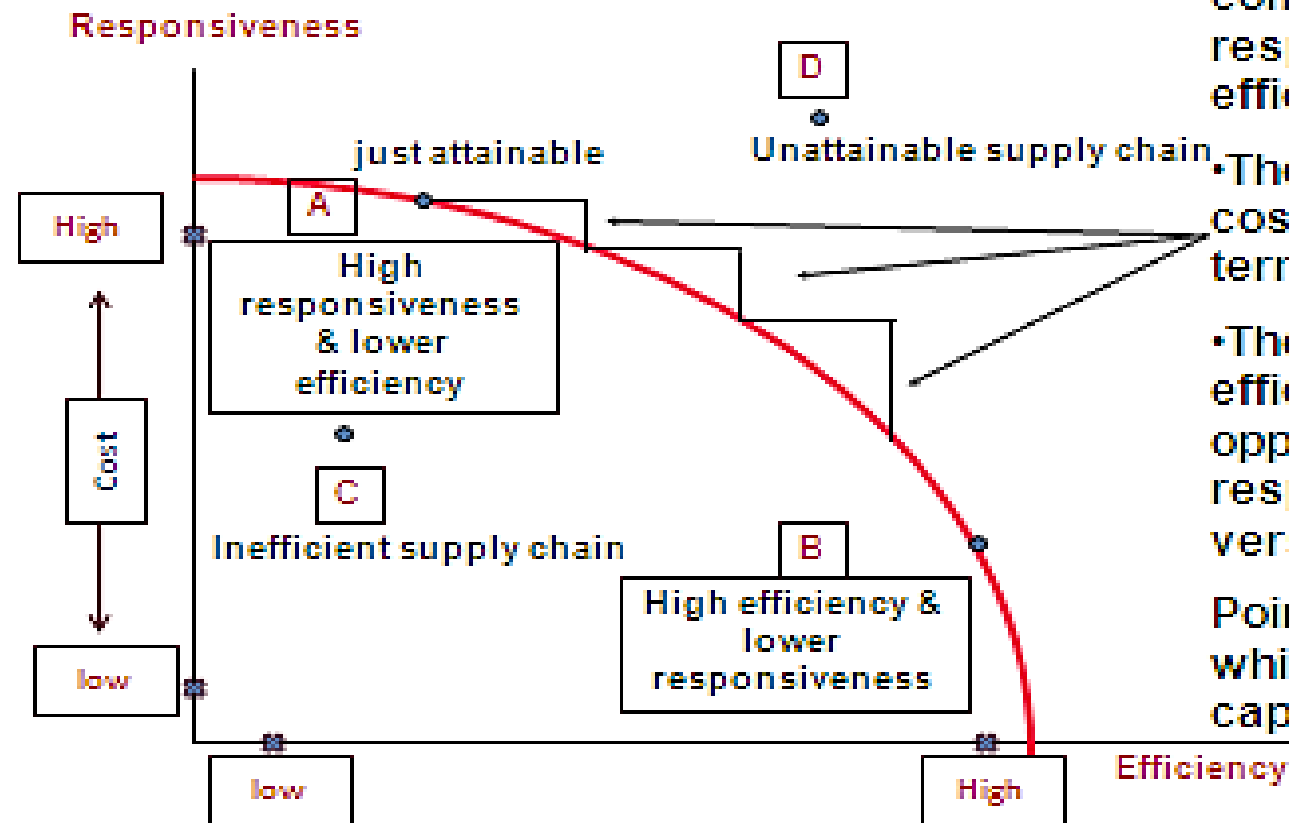 Responsiveness
D
just attainable
Unattainable supply chain
A
High
High
responsiveness
& lower
efficiency
Cost
C
Inefficient supply chain
B
High efficiency &
lower
responsiveness
low
low
High
Efficiency
•The